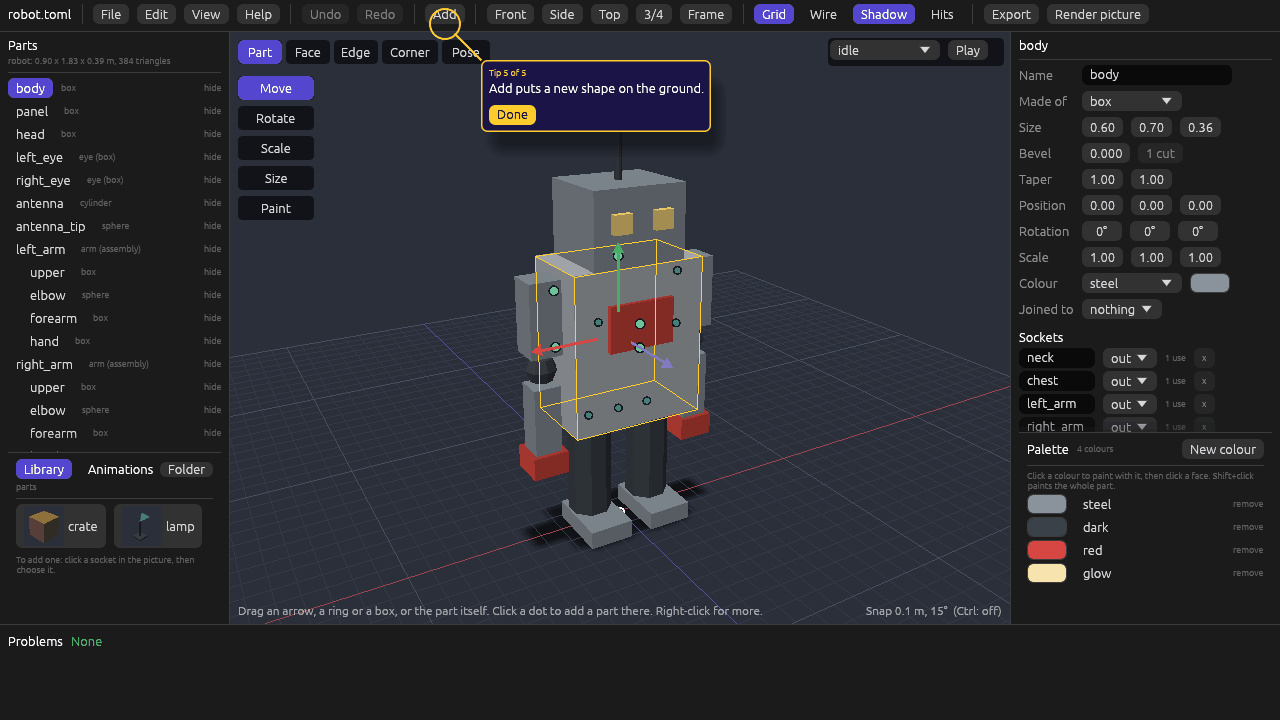 robot.toml File Edit View Help Undo Redo Add Front Side Top 3/4 Frame Grid Wire Shadow Hits Export Render picture
Parts
robot: 0.90 x 1.83 x 0.39 m, 384 triangles
body box hide
panel box hide
head box hide
left_eye eye (box) hide
right_eye eye (box) hide
antenna cylinder hide
antenna_tip sphere hide
left_arm arm (assembly) hide
upper box hide
elbow sphere hide
forearm box hide
hand box hide
right_arm arm (assembly) hide
upper box hide
elbow sphere hide
forearm box hide
Library Animations Folder
parts
crate lamp
To add one: click a socket in the picture, then
choose it.
Part Face Edge Corner Pose
Move
Rotate
Scale
Size
Paint
Tip 5 of 5
Add puts a new shape on the ground.
Done
idle Play
Drag an arrow, a ring or a box, or the part itself. Click a dot to add a part there. Right-click for more.
Snap 0.1 m, 15° (Ctrl: off)
body
Name body
Made of box
Size 0.60 0.70 0.36
Bevel 0.000 1 cut
Taper 1.00 1.00
Position 0.00 0.00 0.00
Rotation 0° 0° 0°
Scale 1.00 1.00 1.00
Colour steel
Joined to nothing
Sockets
neck out 1 use x
chest out 1 use x
left_arm out 1 use x
right_arm out 1 use x
Palette 4 colours New colour
Click a colour to paint with it, then click a face. Shift+click
paints the whole part.
steel remove
dark remove
red remove
glow remove
Problems None